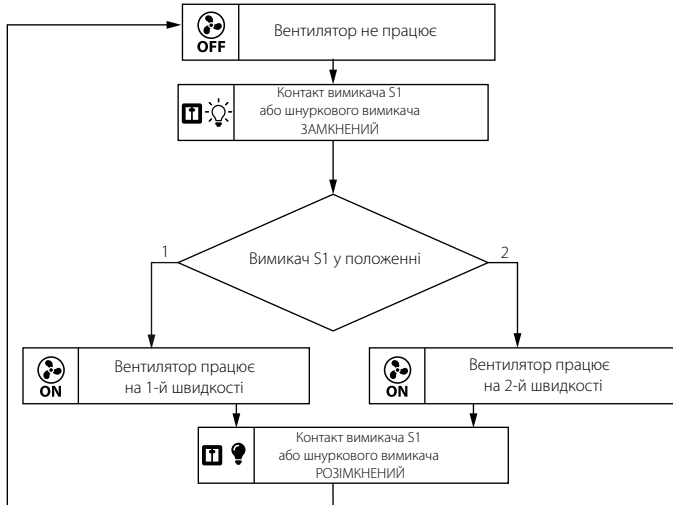 OFF
Вентилятор не працює
Контакт вимикача S1
або шнуркового вимикача
ЗАМКНЕНИЙ
1
Вимикач S1 у положенні
2
ON
Вентилятор працює
на 1-й швидкості
ON
Вентилятор працює
на 2-й швидкості
Контакт вимикача S1
або шнуркового вимикача
РОЗІМКНЕНИЙ